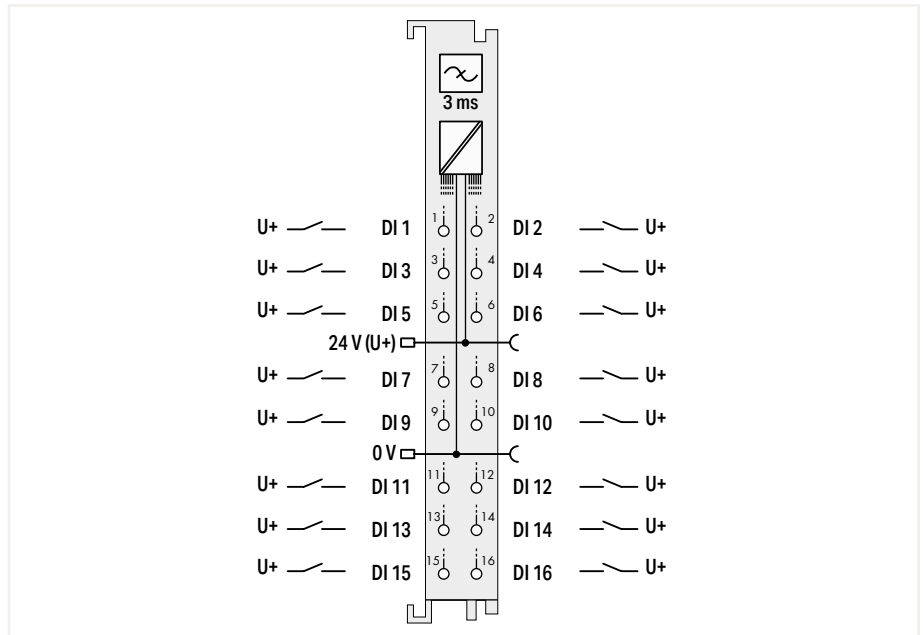 3 ms
U+ DI 1 1 2 DI 2 U+
U+ DI 3 3 4 DI 4 U+
U+ DI 5 5 6 DI 6 U+
24 V (U+)
U+ DI 7 7 8 DI 8 U+
U+ DI 9 9 10 DI 10 U+
0 V
U+ DI 11 11 12 DI 12 U+
U+ DI 13 13 14 DI 14 U+
U+ DI 15 15 16 DI 16 U+